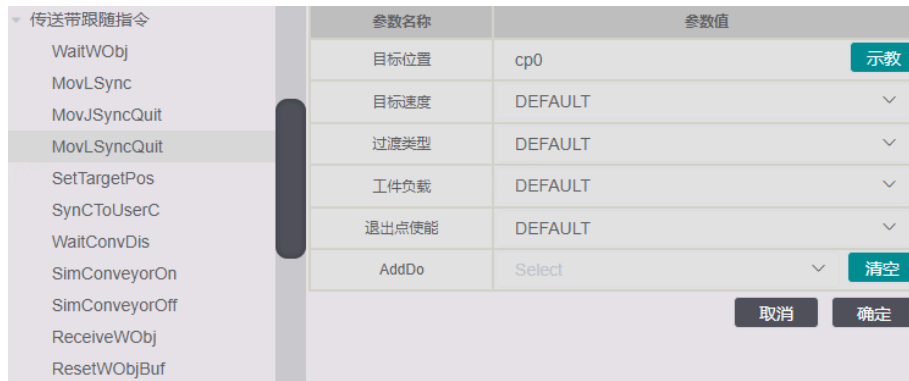 传送带跟随指令
WaitWObj
MovLSync
MovJSyncQuit
MovLSyncQuit
SetTargetPos
SynCToUserC
WaitConvDis
SimConveyorOn
SimConveyorOff
ReceiveWObj
ResetWObjBuf
参数名称 参数值
目标位置 cp0 示教
目标速度 DEFAULT
过渡类型 DEFAULT
工件负载 DEFAULT
退出点使能 DEFAULT
AddDo Select 清空
取消 确定